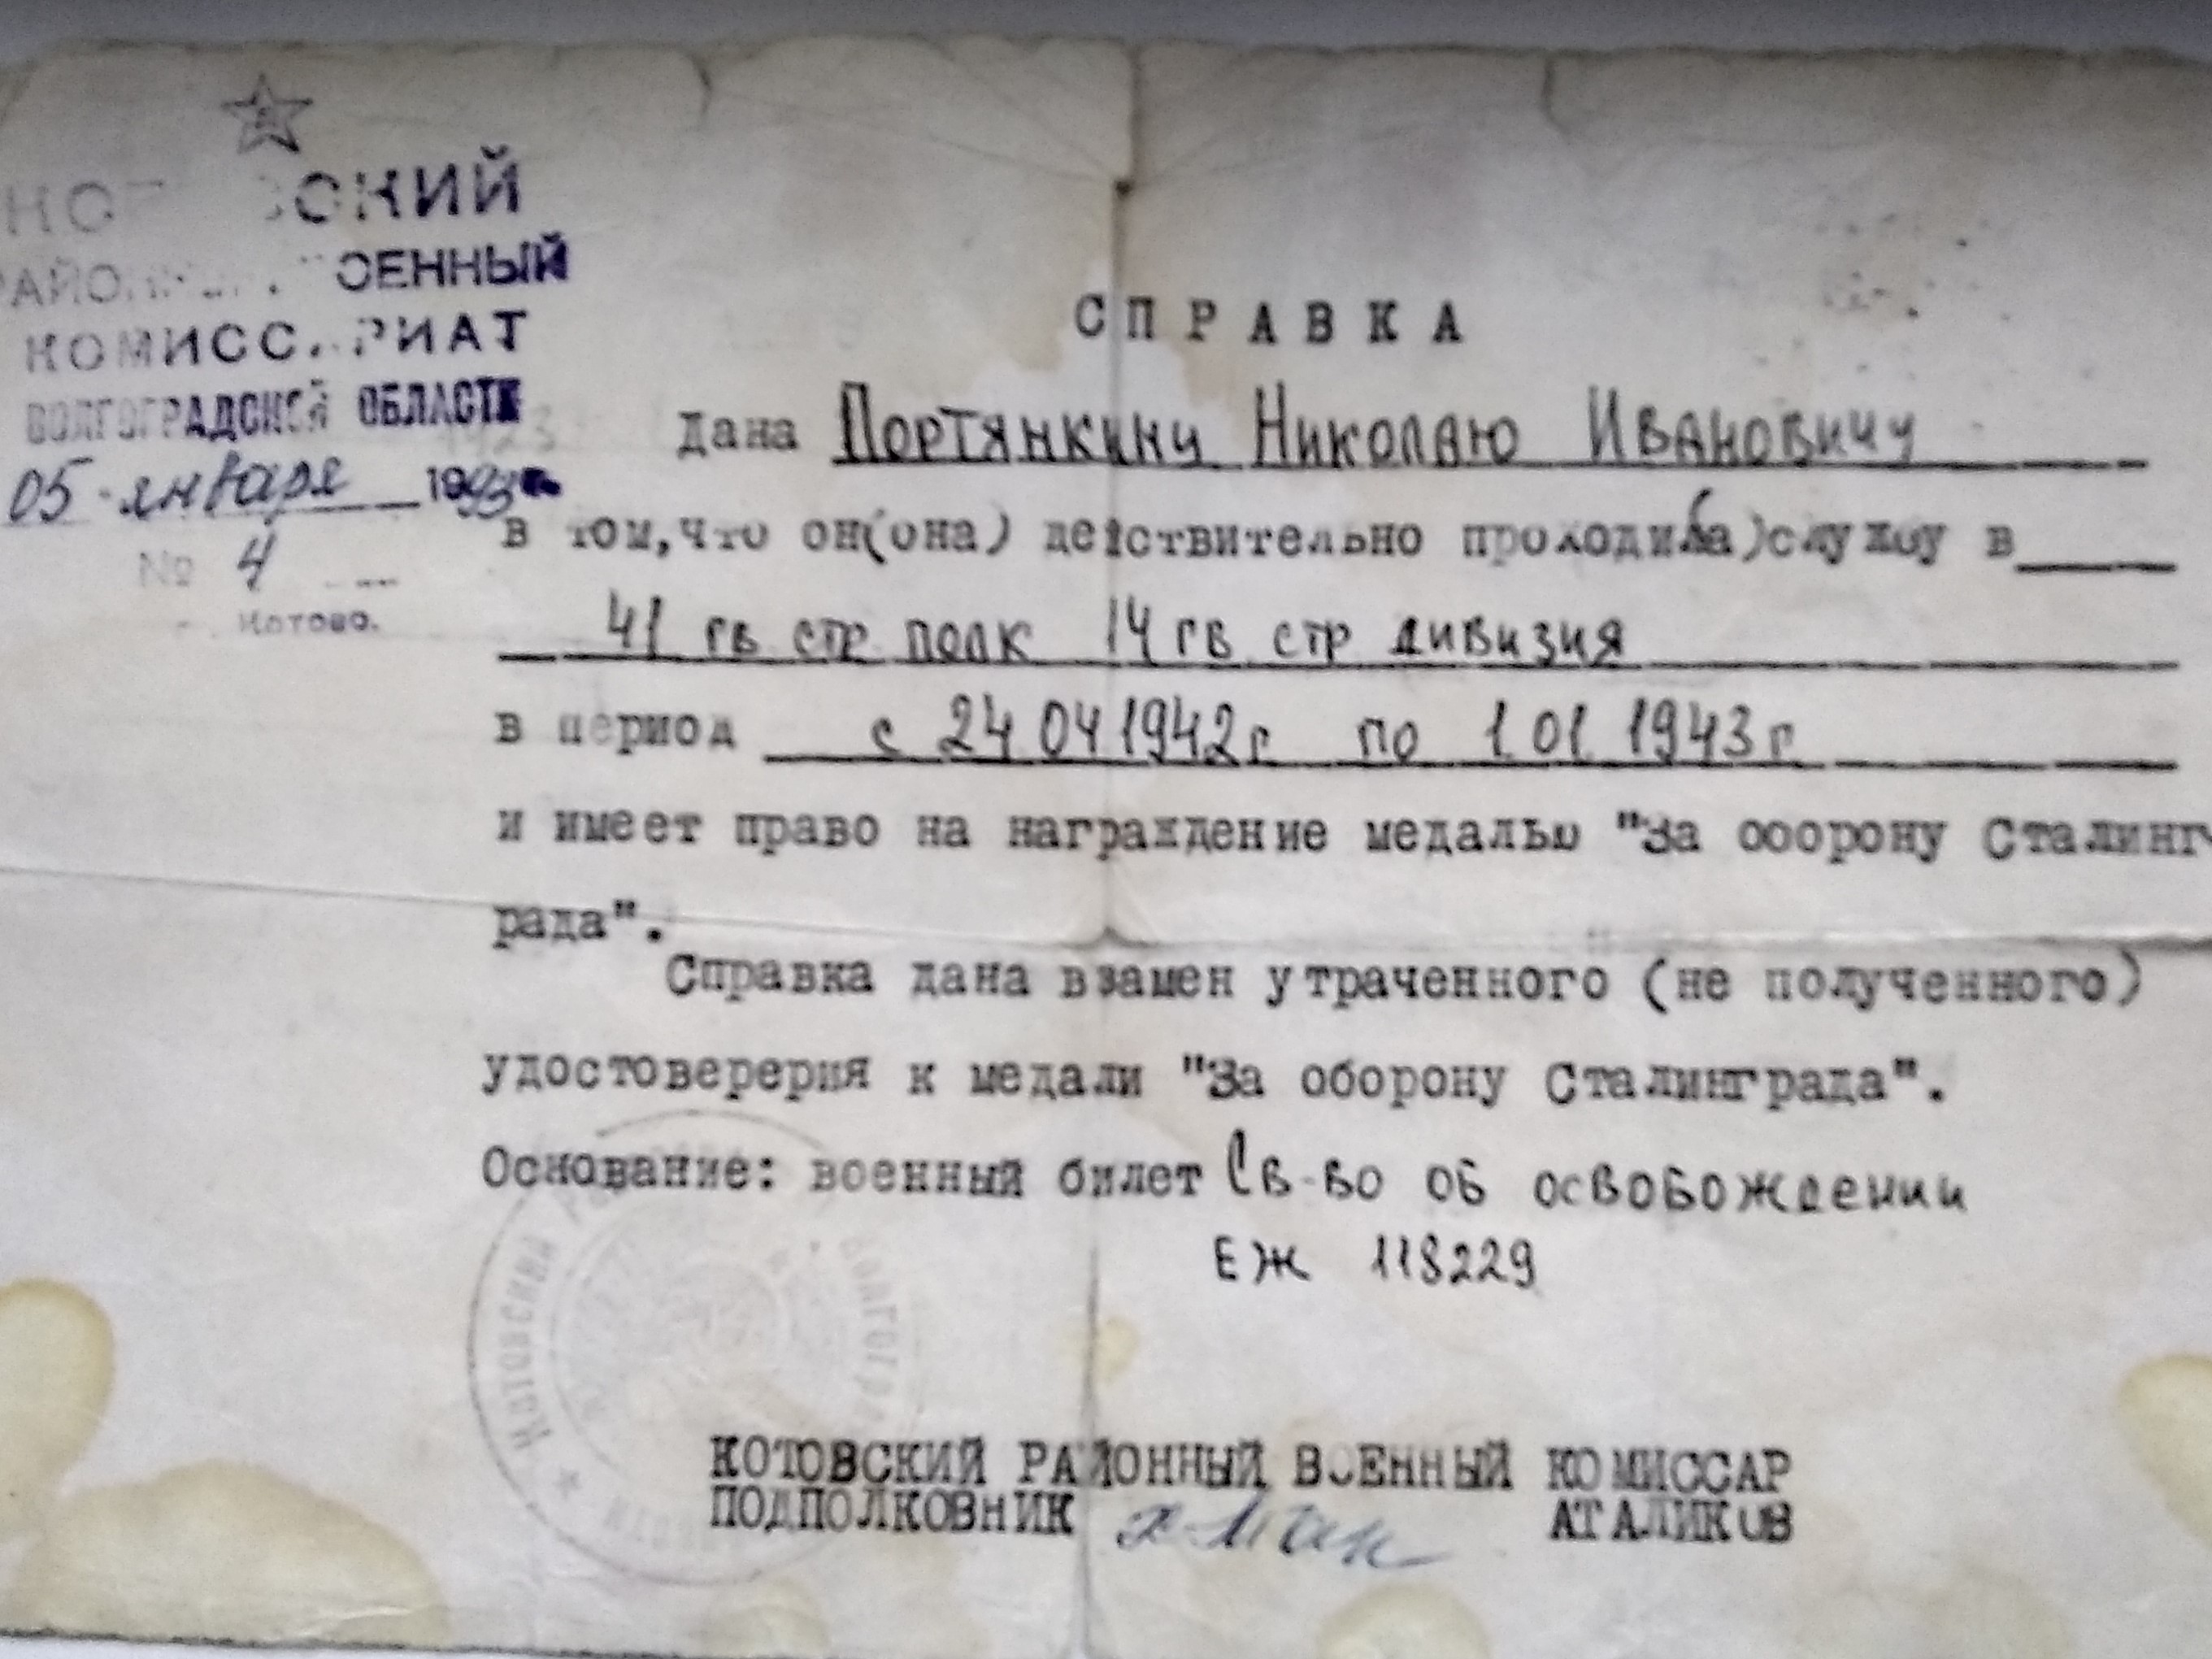 СКИЙ
ОЕННЫЙ
КОМИСС.РИАТ
ВОЛГОГРАДСКОЙ ОБЛАСТИ
05 января 1993г.
№ 4
Котово.
СПРАВКА
Дана Портянкину Николаю Ивановичу
в том,что он(она) действительно проходил(а)службу в
41 гв стр полк 14 гв стр дивизия
в период с 24 04 1942г по 1 01 1943г
и имеет право на награждение медалью "За оборону Сталинг-
рада".
Справка дана взамен утраченного (не полученного)
удостоверерия к медали "За оборону Сталинграда".
Основание: военный билет Св-во об освобождении
ЕЖ 118229
КОТОВСКИЙ РАЙОННЫЙ ВОЕННЫЙ КОМИССАР
ПОДПОЛКОВНИК АТАЛИКОВ
Котовский